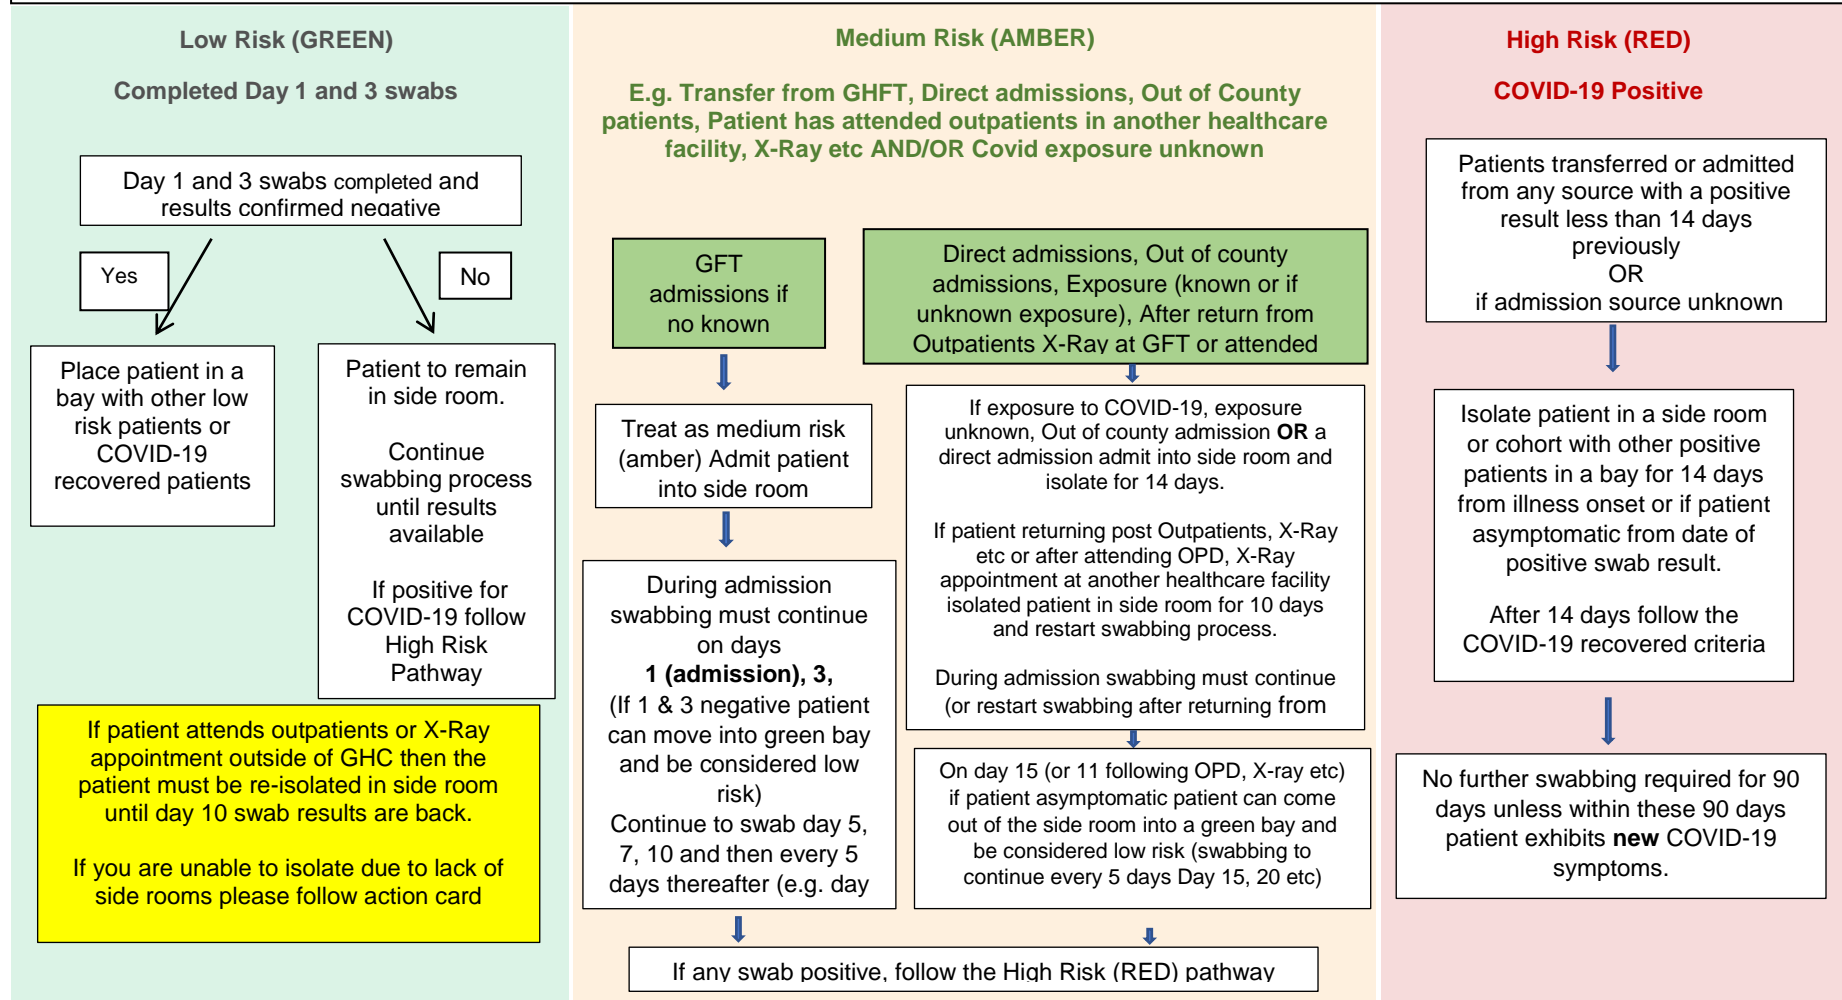 Low Risk (GREEN)
Completed Day 1 and 3 swabs
Day 1 and 3 swabs completed and
results confirmed negative
Yes
No
Place patient in a
bay with other low
risk patients or
COVID-19
recovered patients
Patient to remain
in side room.
Continue
swabbing process
until results
available
If positive for
COVID-19 follow
High Risk
Pathway
If patient attends outpatients or X-Ray
appointment outside of GHC then the
patient must be re-isolated in side room
until day 10 swab results are back.
If you are unable to isolate due to lack of
side rooms please follow action card
Medium Risk (AMBER)
E.g. Transfer from GHFT, Direct admissions, Out of County
patients, Patient has attended outpatients in another healthcare
facility, X-Ray etc AND/OR Covid exposure unknown
GFT
admissions if
no known
Treat as medium risk
(amber) Admit patient
into side room
During admission
swabbing must continue
on days
1 (admission), 3,
(If 1 & 3 negative patient
can move into green bay
and be considered low
risk)
Continue to swab day 5,
7, 10 and then every 5
days thereafter (e.g. day
Direct admissions, Out of county
admissions, Exposure (known or if
unknown exposure), After return from
Outpatients X-Ray at GFT or attended
If exposure to COVID-19, exposure
unknown, Out of county admission OR a
direct admission admit into side room and
isolate for 14 days.
If patient returning post Outpatients, X-Ray
etc or after attending OPD, X-Ray
appointment at another healthcare facility
isolated patient in side room for 10 days
and restart swabbing process.
During admission swabbing must continue
(or restart swabbing after returning from
On day 15 (or 11 following OPD, X-ray etc)
if patient asymptomatic patient can come
out of the side room into a green bay and
be considered low risk (swabbing to
continue every 5 days Day 15, 20 etc)
If any swab positive, follow the High Risk (RED) pathway
High Risk (RED)
COVID-19 Positive
Patients transferred or admitted
from any source with a positive
result less than 14 days
previously
OR
if admission source unknown
Isolate patient in a side room
or cohort with other positive
patients in a bay for 14 days
from illness onset or if patient
asymptomatic from date of
positive swab result.
After 14 days follow the
COVID-19 recovered criteria
No further swabbing required for 90
days unless within these 90 days
patient exhibits new COVID-19
symptoms.